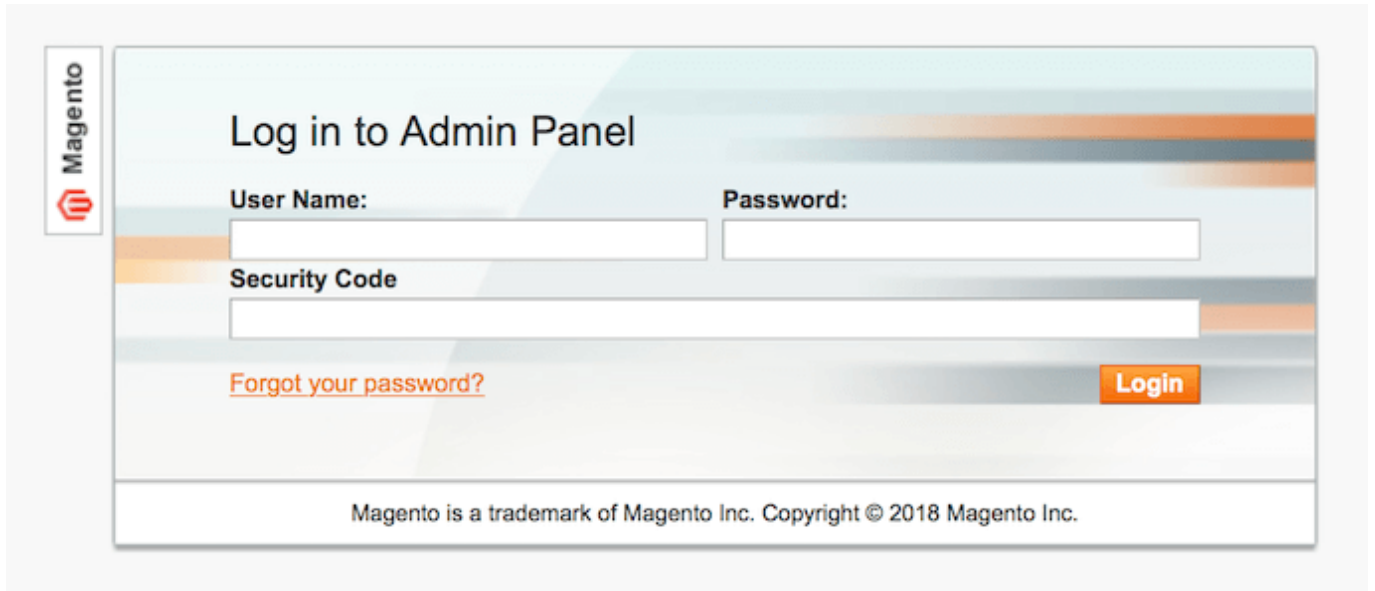 Magento
Log in to Admin Panel
User Name:
Password:
Security Code
Forgot your password?
Login
Magento is a trademark of Magento Inc. Copyright © 2018 Magento Inc.